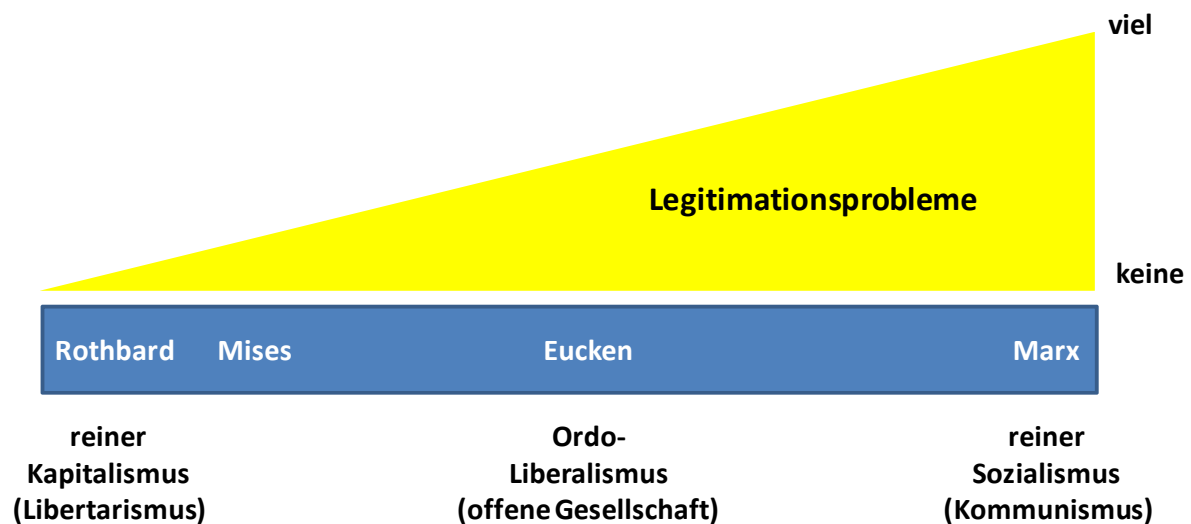 viel
Legitimationsprobleme
keine
Rothbard Mises Eucken Marx
reiner
Kapitalismus
(Libertarismus)
Ordo-
Liberalismus
(offene Gesellschaft)
reiner
Sozialismus
(Kommunismus)